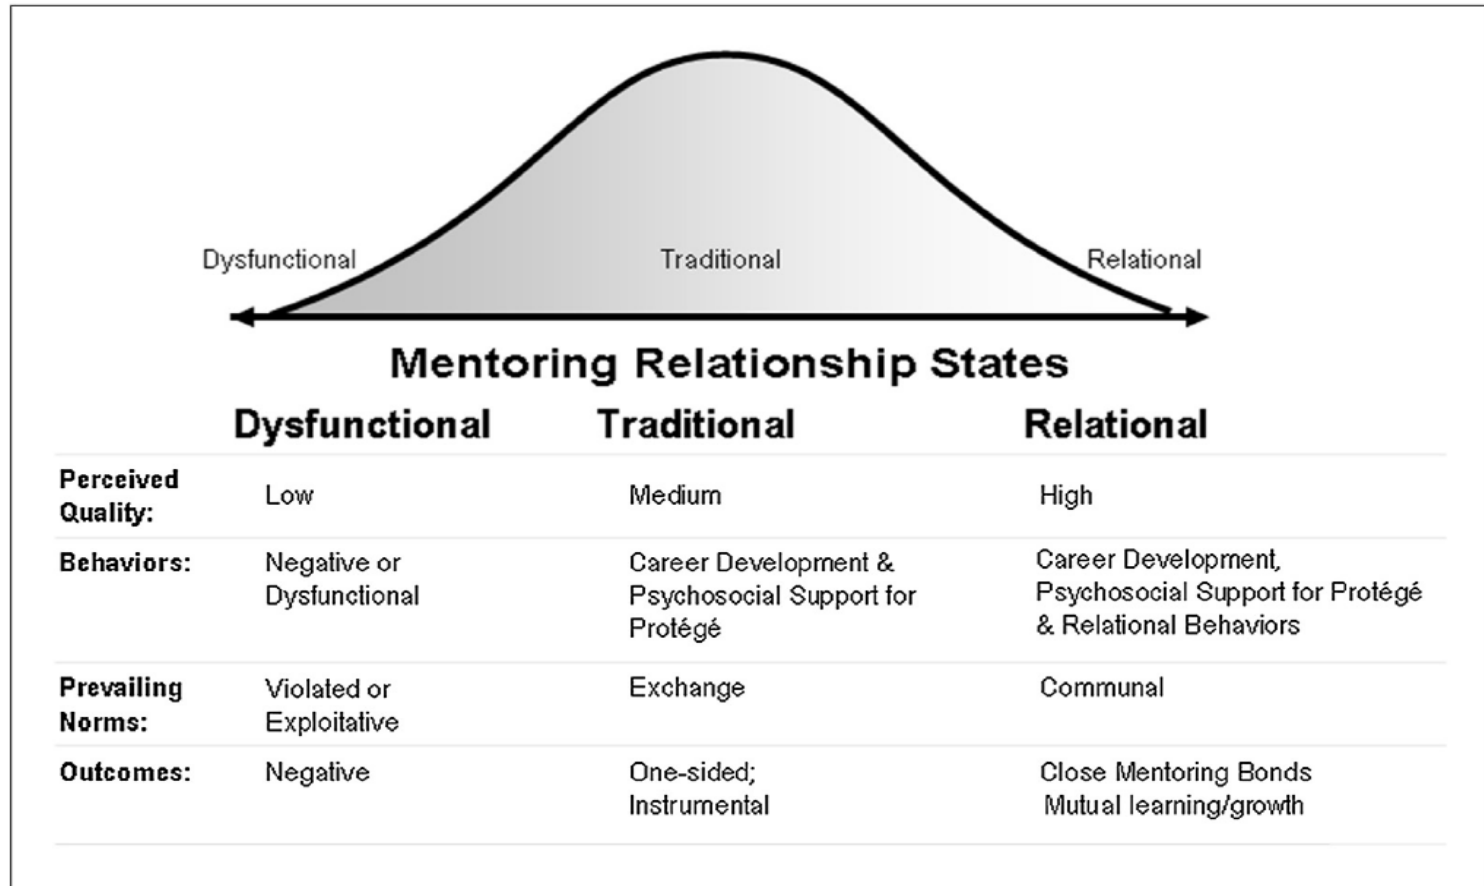 Dysfunctional Traditional Relational
Mentoring Relationship States
Dysfunctional Traditional Relational
Perceived
Quality:
Low
Medium
High
Behaviors:
Negative or
Dysfunctional
Career Development &
Psychosocial Support for
Protégé
Career Development,
Psychosocial Support for Protégé
& Relational Behaviors
Prevailing
Norms:
Violated or
Exploitative
Exchange
Communal
Outcomes:
Negative
One-sided;
Instrumental
Close Mentoring Bonds
Mutual learning/growth